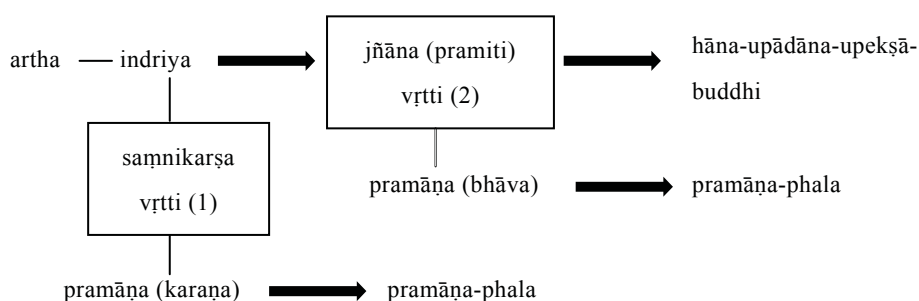 artha
indriya
jñāna (pramiti)
vṛtti (2)
hāna-upādāna-upekṣā-
buddhi
saṃnikarṣa
vṛtti (1)
pramāṇa (bhāva)
pramāṇa-phala
pramāṇa (karaṇa)
pramāṇa-phala